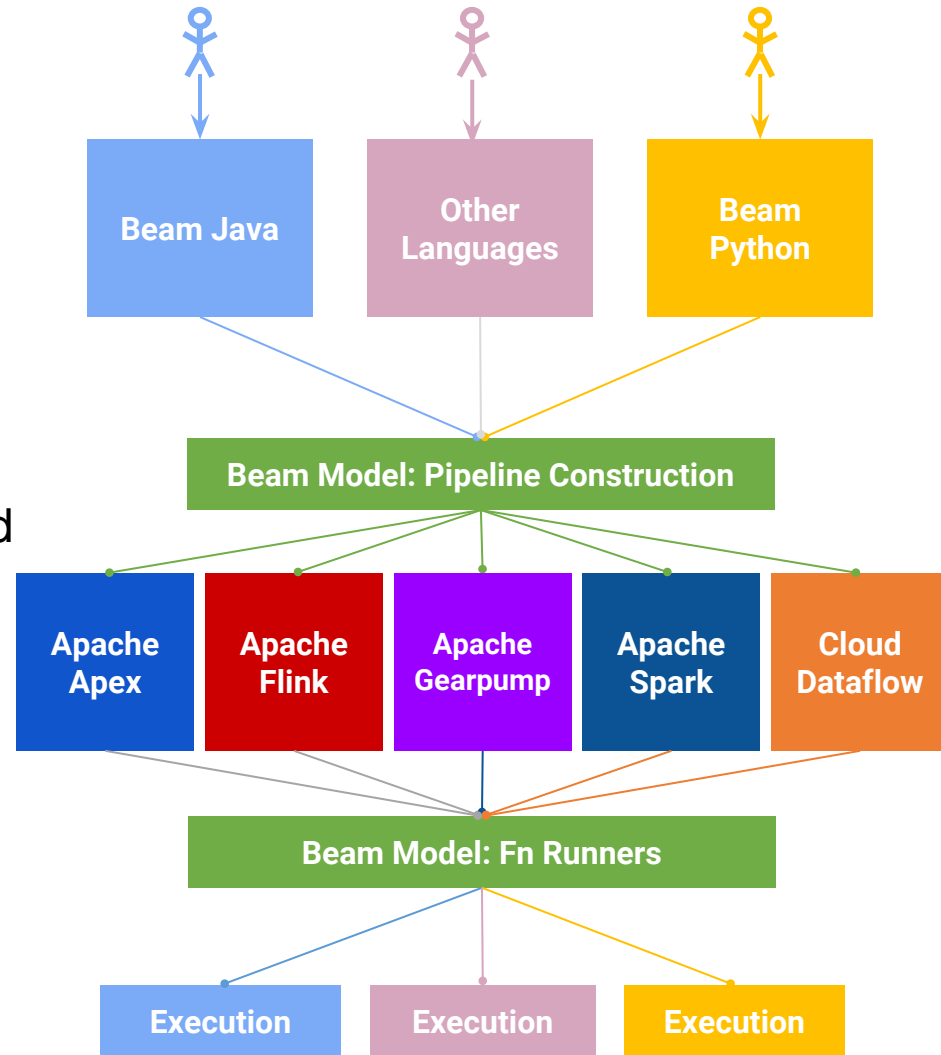 Beam Java
Other
Languages
Beam
Python
Beam Model: Pipeline Construction
d
Apache
Apex
Apache
Flink
Apache
Gearpump
Apache
Spark
Cloud
Dataflow
Beam Model: Fn Runners
Execution
Execution
Execution